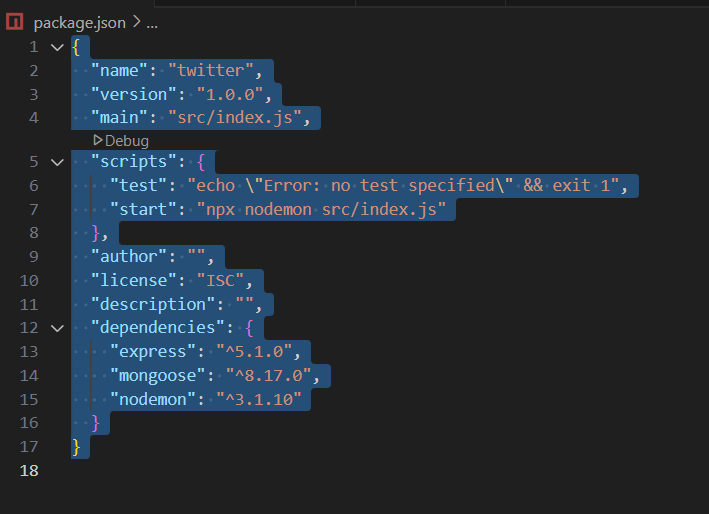 package.json > ...
1 {
2 "name": "twitter",
3 "version": "1.0.0",
4 "main": "src/index.js",
Debug
5 "scripts": {
6 "test": "echo \"Error: no test specified\" && exit 1",
7 "start": "npx nodemon src/index.js"
8 },
9 "author": "",
10 "license": "ISC",
11 "description": "",
12 "dependencies": {
13 "express": "^5.1.0",
14 "mongoose": "^8.17.0",
15 "nodemon": "^3.1.10"
16 }
17 }
18